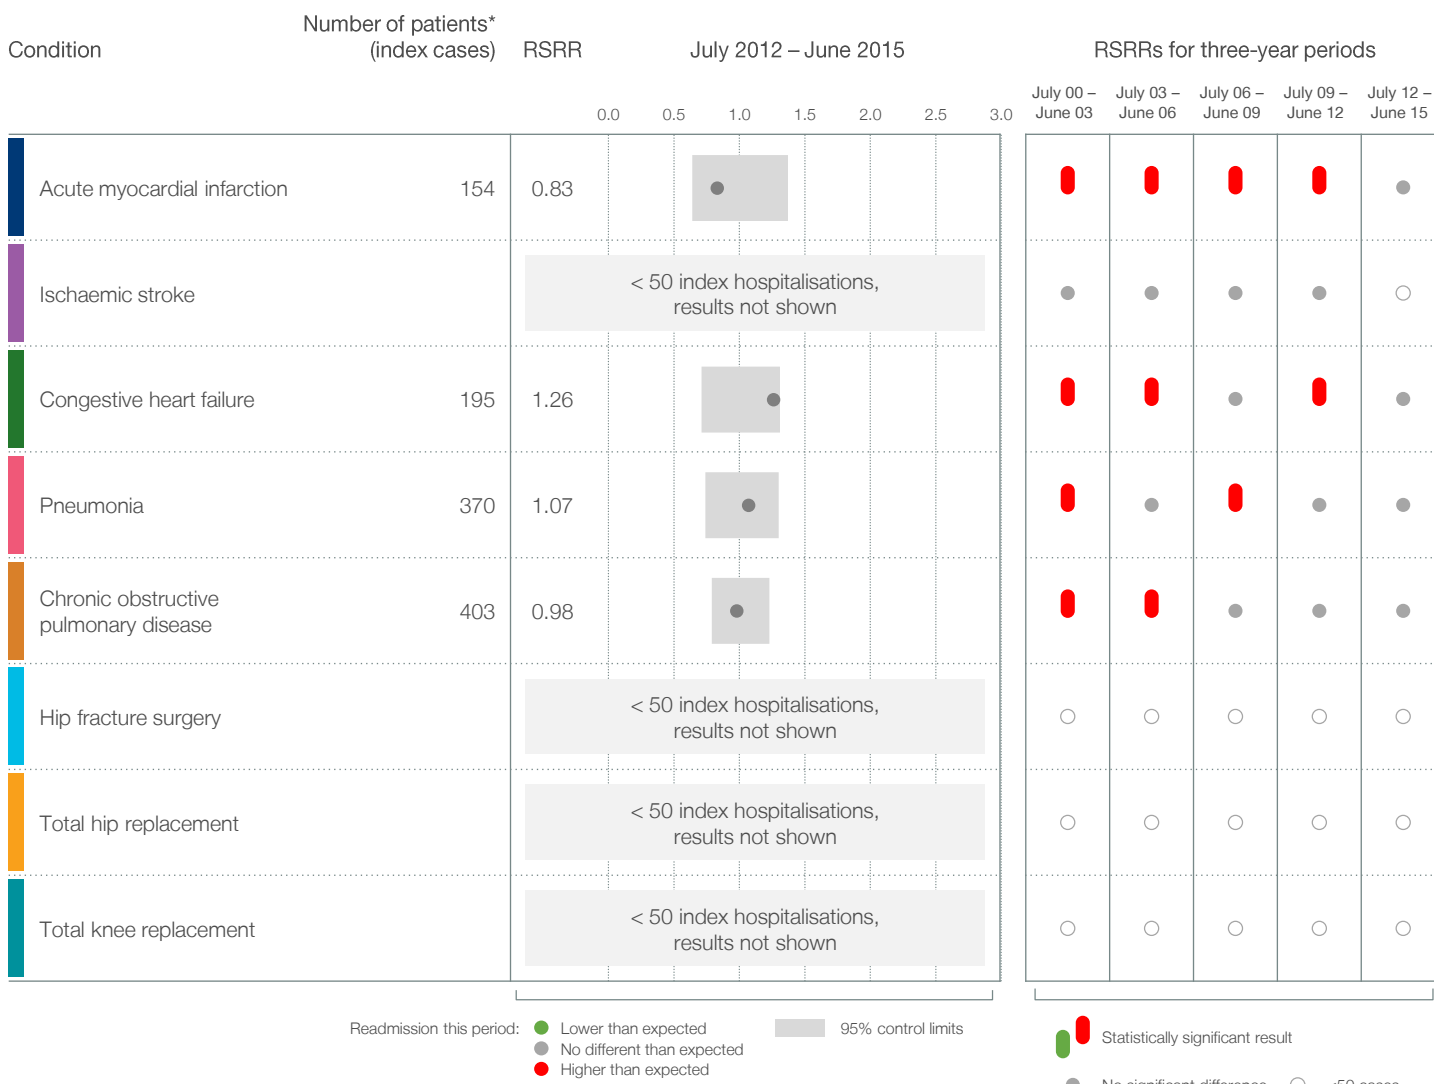 Condition
Number of patients*
(index cases)
RSRR
July 2012 – June 2015
RSRRs for three-year periods
0.0 0.5 1.0 1.5 2.0 2.5 3.0
July 00 –
June 03
July 03 –
June 06
July 06 –
June 09
July 09 –
June 12
July 12 –
June 15
Acute myocardial infarction 154 0.83
Ischaemic stroke
< 50 index hospitalisations,
results not shown
Congestive heart failure 195 1.26
Pneumonia 370 1.07
Chronic obstructive
pulmonary disease
403 0.98
Hip fracture surgery
< 50 index hospitalisations,
results not shown
Total hip replacement
< 50 index hospitalisations,
results not shown
Total knee replacement
< 50 index hospitalisations,
results not shown
Readmission this period:
Lower than expected
No different than expected
Higher than expected
95% control limits
Statistically significant result
No significant difference
<50 cases